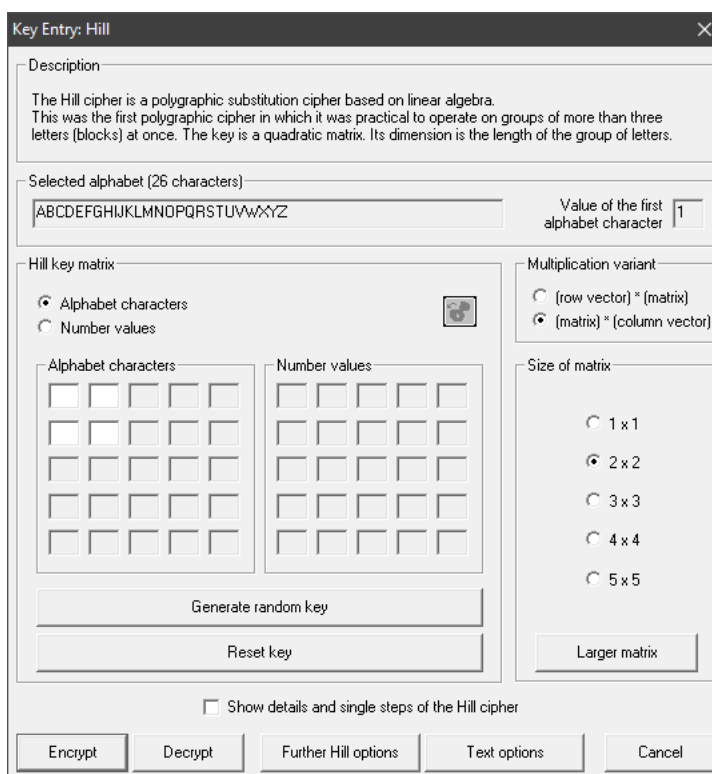 Key Entry: Hill
Description
The Hill cipher is a polygraphic substitution cipher based on linear algebra.
This was the first polygraphic cipher in which it was practical to operate on groups of more than three
letters (blocks) at once. The key is a quadratic matrix. Its dimension is the length of the group of letters.
Selected alphabet (26 characters)
ABCDEFGHIJKLMNOPQRSTUVWXYZ
Value of the first
alphabet character
1
Hill key matrix
Alphabet characters
Number values
Multiplication variant
(row vector) * (matrix)
(matrix) * (column vector)
Alphabet characters
Number values
Size of matrix
1 x 1
2 x 2
3 x 3
4 x 4
5 x 5
Generate random key
Reset key
Larger matrix
Show details and single steps of the Hill cipher
Encrypt
Decrypt
Further Hill options
Text options
Cancel